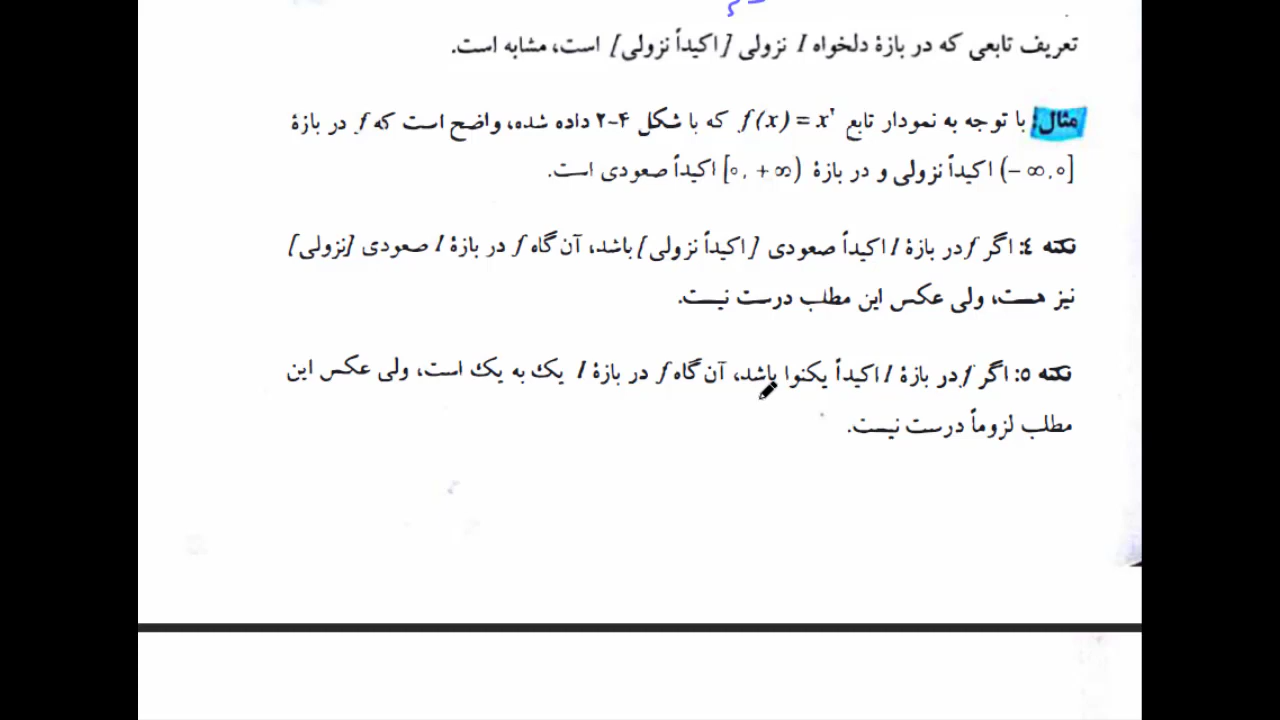 تعریف تابعی که در بازهٔ دلخواه I نزولی [اکیداً نزولی] است، مشابه است.
مثال: با توجه به نمودار تابع f(x) = x² که با شکل ۴-۲ داده شده، واضح است که f در بازهٔ
(-∞,۰] اکیداً نزولی و در بازهٔ [۰, +∞) اکیداً صعودی است.
نکته ٤: اگر f در بازهٔ I اکیداً صعودی [اکیداً نزولی] باشد، آن گاه f در بازهٔ I صعودی [نزولی]
نیز هست، ولی عکس این مطلب درست نیست.
نکته ٥: اگر f در بازهٔ I اکیداً یکنوا باشد، آن گاه f در بازهٔ I یک به یک است، ولی عکس این
مطلب لزوماً درست نیست.